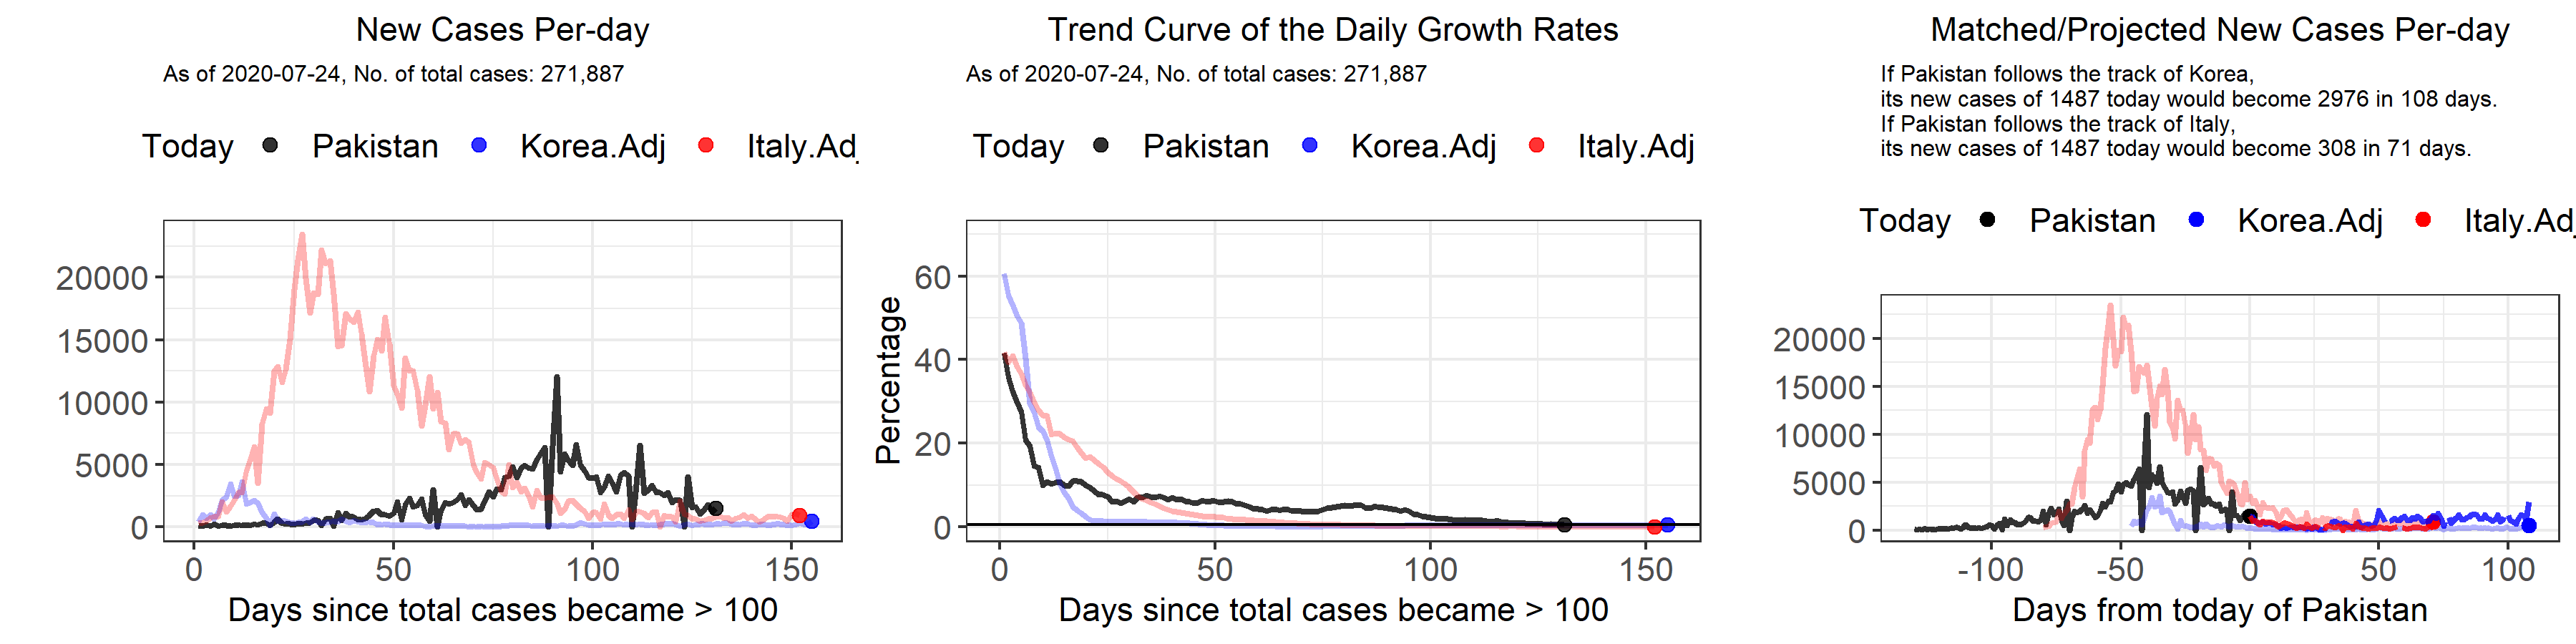 New Cases Per-day
As of 2020-07-24, No. of total cases: 271,887
Today Pakistan Korea.Adj Italy.Ad
20000
15000
10000
5000
0
0 50 100 150
Days since total cases became > 100
Trend Curve of the Daily Growth Rates
As of 2020-07-24, No. of total cases: 271,887
Today Pakistan Korea.Adj Italy.Adj
Percentage
60
40
20
0
0 50 100 150
Days since total cases became > 100
Matched/Projected New Cases Per-day
If Pakistan follows the track of Korea,
its new cases of 1487 today would become 2976 in 108 days.
If Pakistan follows the track of Italy,
its new cases of 1487 today would become 308 in 71 days.
Today Pakistan Korea.Adj Italy.Adj
20000
15000
10000
5000
0
-100 -50 0 50 100
Days from today of Pakistan